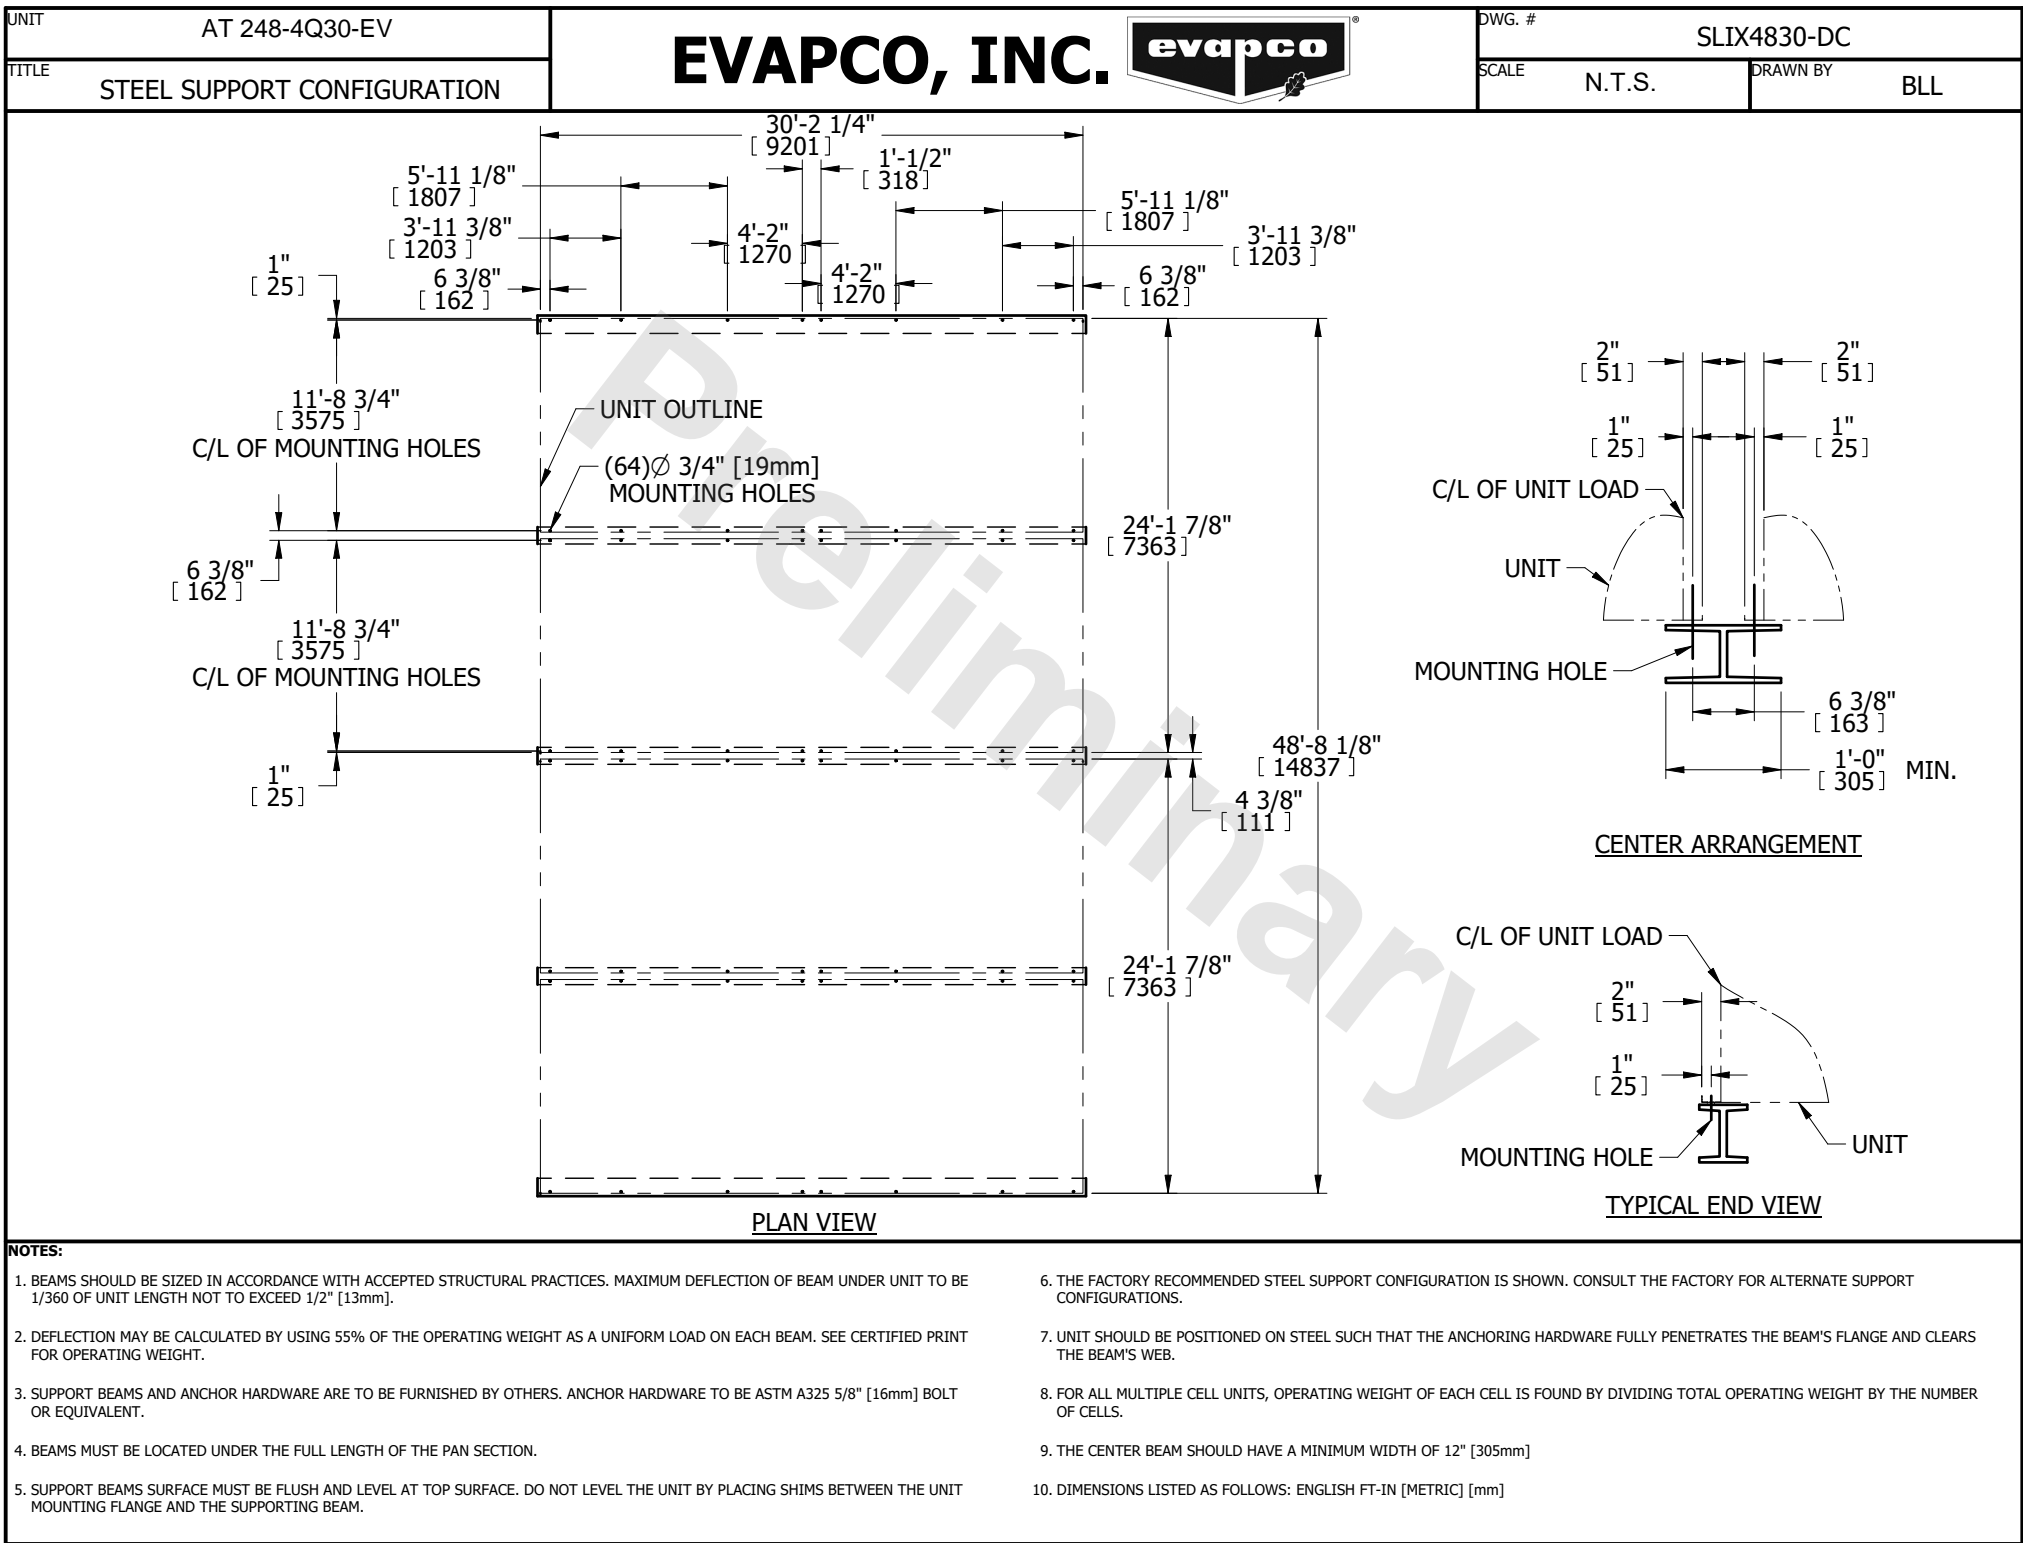 UNIT
AT 248-4Q30-EV
TITLE
STEEL SUPPORT CONFIGURATION
EVAPCO, INC.
evapco
®
DWG. #
SLIX4830-DC
SCALE
N.T.S.
DRAWN BY
BLL
30'-2 1/4"
[ 9201 ]
1'-1/2"
[ 318 ]
5'-11 1/8"
[ 1807 ]
5'-11 1/8"
[ 1807 ]
3'-11 3/8"
[ 1203 ]
4'-2"
[ 1270 ]
3'-11 3/8"
[ 1203 ]
1"
[ 25 ]
6 3/8"
[ 162 ]
4'-2"
[ 1270 ]
6 3/8"
[ 162 ]
11'-8 3/4"
[ 3575 ]
C/L OF MOUNTING HOLES
UNIT OUTLINE
(64)Ø 3/4" [19mm]
MOUNTING HOLES
6 3/8"
[ 162 ]
24'-1 7/8"
[ 7363 ]
11'-8 3/4"
[ 3575 ]
C/L OF MOUNTING HOLES
1"
[ 25 ]
48'-8 1/8"
[ 14837 ]
4 3/8"
[ 111 ]
24'-1 7/8"
[ 7363 ]
PLAN VIEW
Preliminary
2"
[ 51 ]
2"
[ 51 ]
1"
[ 25 ]
1"
[ 25 ]
C/L OF UNIT LOAD
UNIT
MOUNTING HOLE
6 3/8"
[ 163 ]
1'-0"
[ 305 ] MIN.
CENTER ARRANGEMENT
C/L OF UNIT LOAD
2"
[ 51 ]
1"
[ 25 ]
MOUNTING HOLE
UNIT
TYPICAL END VIEW
NOTES:
1. BEAMS SHOULD BE SIZED IN ACCORDANCE WITH ACCEPTED STRUCTURAL PRACTICES. MAXIMUM DEFLECTION OF BEAM UNDER UNIT TO BE
1/360 OF UNIT LENGTH NOT TO EXCEED 1/2" [13mm].
2. DEFLECTION MAY BE CALCULATED BY USING 55% OF THE OPERATING WEIGHT AS A UNIFORM LOAD ON EACH BEAM. SEE CERTIFIED PRINT
FOR OPERATING WEIGHT.
3. SUPPORT BEAMS AND ANCHOR HARDWARE ARE TO BE FURNISHED BY OTHERS. ANCHOR HARDWARE TO BE ASTM A325 5/8" [16mm] BOLT
OR EQUIVALENT.
4. BEAMS MUST BE LOCATED UNDER THE FULL LENGTH OF THE PAN SECTION.
5. SUPPORT BEAMS SURFACE MUST BE FLUSH AND LEVEL AT TOP SURFACE. DO NOT LEVEL THE UNIT BY PLACING SHIMS BETWEEN THE UNIT
MOUNTING FLANGE AND THE SUPPORTING BEAM.
6. THE FACTORY RECOMMENDED STEEL SUPPORT CONFIGURATION IS SHOWN. CONSULT THE FACTORY FOR ALTERNATE SUPPORT
CONFIGURATIONS.
7. UNIT SHOULD BE POSITIONED ON STEEL SUCH THAT THE ANCHORING HARDWARE FULLY PENETRATES THE BEAM'S FLANGE AND CLEARS
THE BEAM'S WEB.
8. FOR ALL MULTIPLE CELL UNITS, OPERATING WEIGHT OF EACH CELL IS FOUND BY DIVIDING TOTAL OPERATING WEIGHT BY THE NUMBER
OF CELLS.
9. THE CENTER BEAM SHOULD HAVE A MINIMUM WIDTH OF 12" [305mm]
10. DIMENSIONS LISTED AS FOLLOWS: ENGLISH FT-IN [METRIC] [mm]